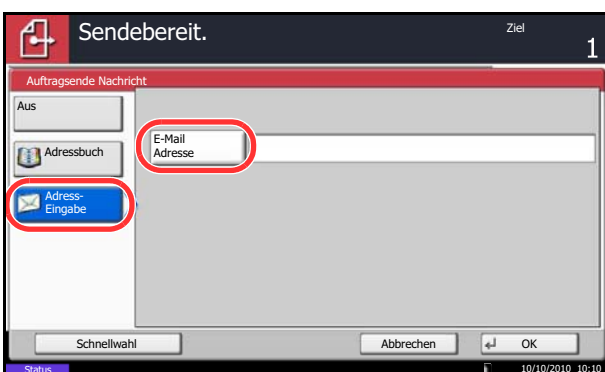 Sendebereit.
Ziel
1
Auftragsende Nachricht
Aus
Adressbuch
Adress-
Eingabe
E-Mail
Adresse
Schnellwahl
Abbrechen
OK
Status
10/10/2010 10:10